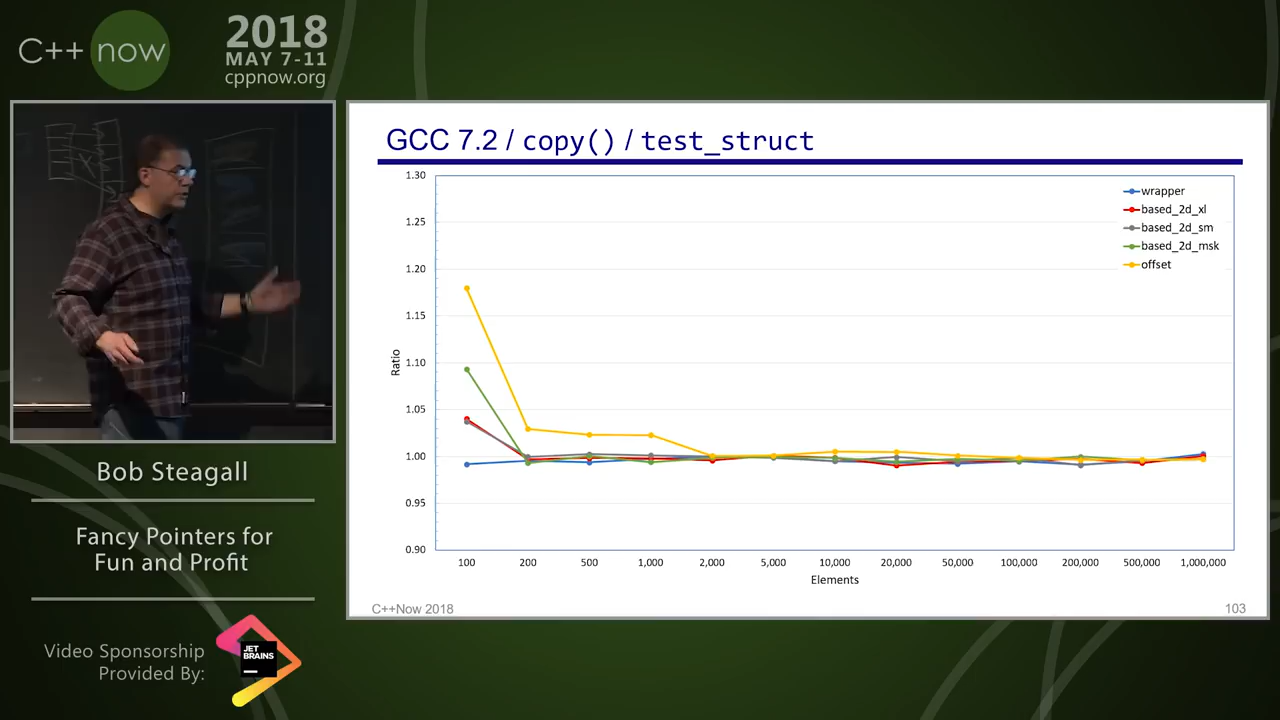 C++ now
2018
MAY 7-11
cppnow.org
GCC 7.2 / copy() / test_struct
1.30
1.25
1.20
1.15
1.10
1.05
1.00
0.95
0.90
Ratio
wrapper
based_2d_xl
based_2d_sm
based_2d_msk
offset
100 200 500 1,000 2,000 5,000 10,000 20,000 50,000 100,000 200,000 500,000 1,000,000
Elements
C++Now 2018
103
Bob Steagall
Fancy Pointers for
Fun and Profit
Video Sponsorship
Provided By:
JET
BRAINS